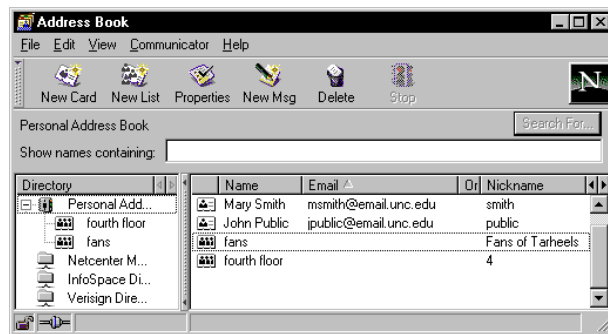 Address Book
File Edit View Communicator Help
New Card New List Properties New Msg Delete Stop
N
Personal Address Book Search For...
Show names containing:
Directory Name Email Or Nickname
Personal Add... Mary Smith msmith@email.unc.edu smith
fourth floor John Public jpublic@email.unc.edu public
fans fans Fans of Tarheels
Netcenter M... fourth floor 4
InfoSpace Di...
Verisign Dire...